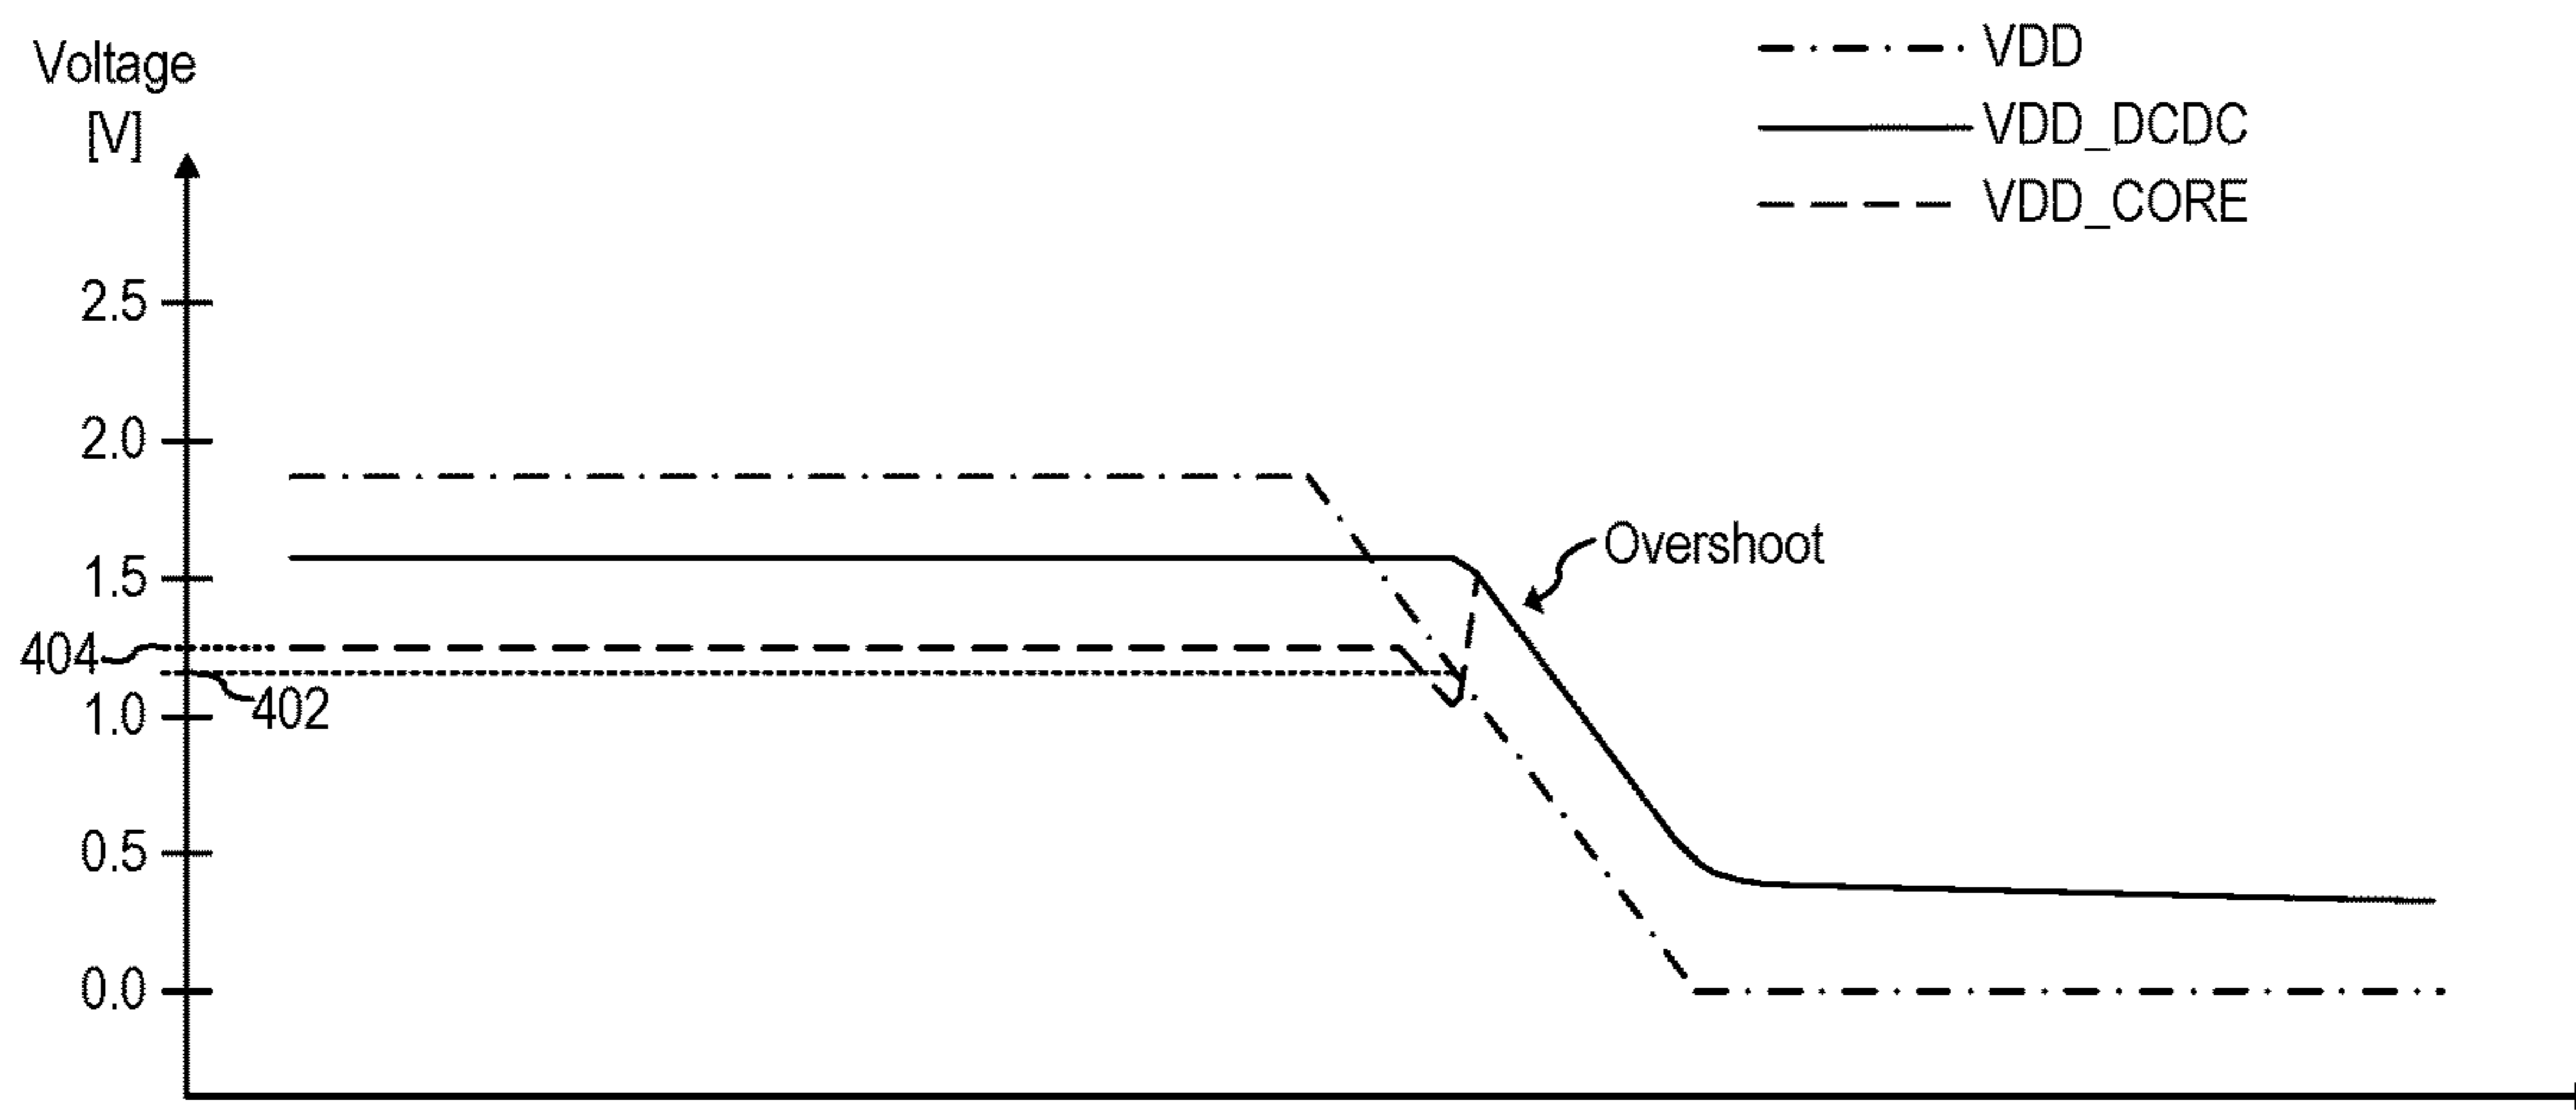 Voltage
[V]
VDD
VDD_DCDC
VDD_CORE
2.5
2.0
1.5
Overshoot
404
402
1.0
0.5
0.0